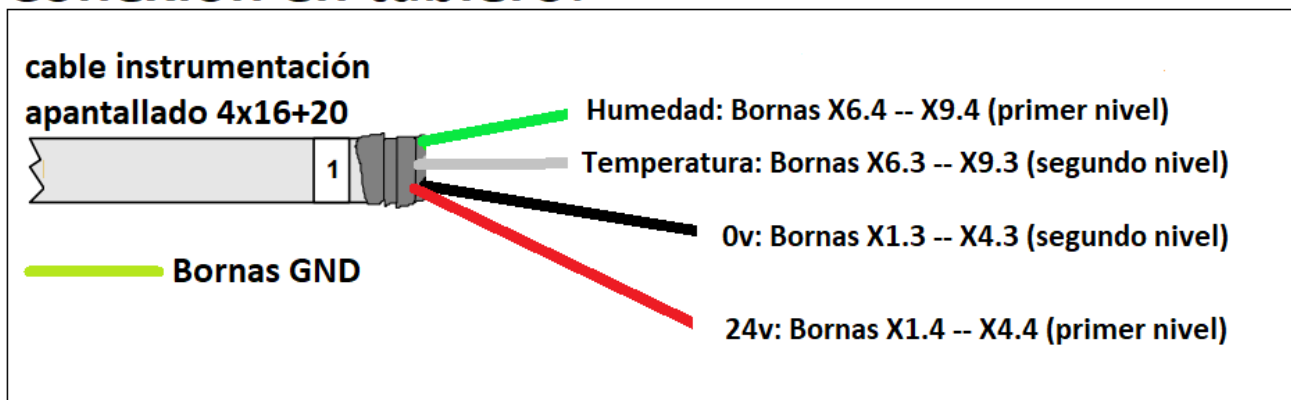 cable instrumentación
apantallado 4x16+20
1
Humedad: Bornas X6.4 -- X9.4 (primer nivel)
Temperatura: Bornas X6.3 -- X9.3 (segundo nivel)
0v: Bornas X1.3 -- X4.3 (segundo nivel)
Bornas GND
24v: Bornas X1.4 -- X4.4 (primer nivel)